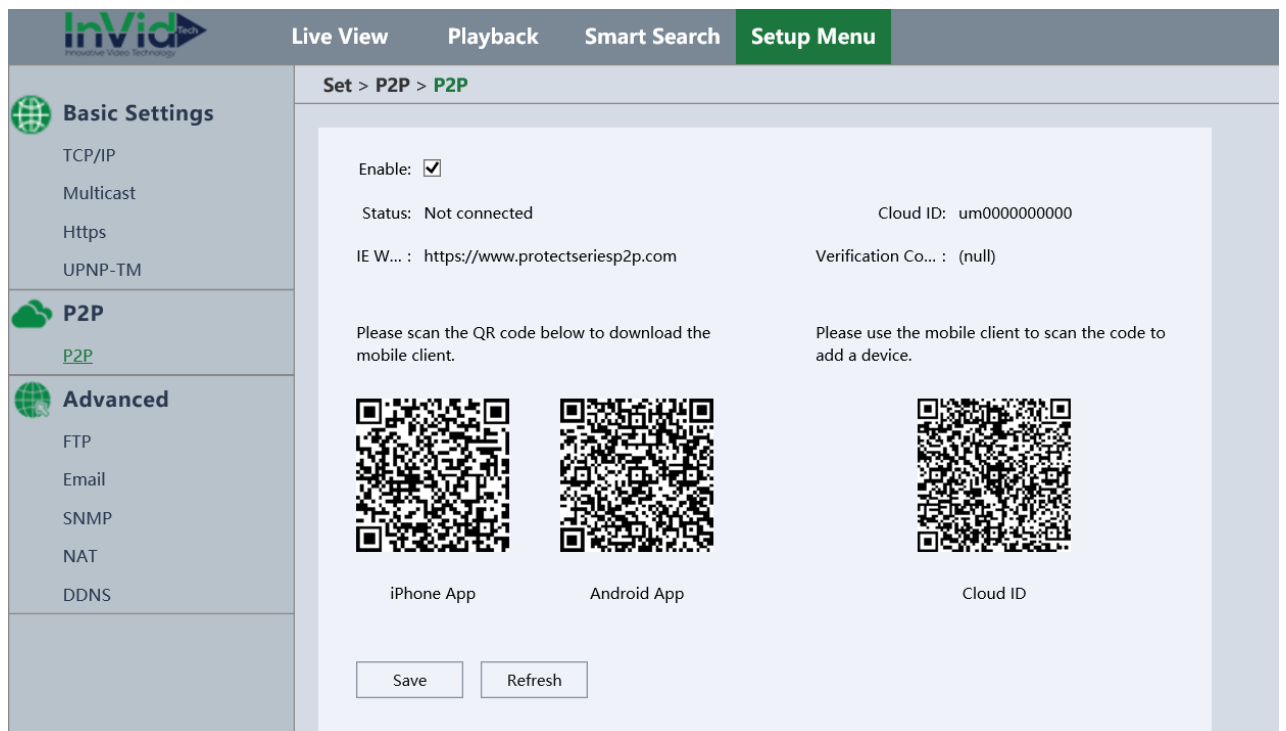 InVid Tech
Innovative Video Technology
Live View Playback Smart Search Setup Menu
Set > P2P > P2P
Basic Settings
TCP/IP
Multicast
Https
UPNP-TM
P2P
P2P
Advanced
FTP
Email
SNMP
NAT
DDNS
Enable:
Status: Not connected Cloud ID: um0000000000
IE W... : https://www.protectseriesp2p.com Verification Co... : (null)
Please scan the QR code below to download the
mobile client.
Please use the mobile client to scan the code to
add a device.
iPhone App Android App Cloud ID
Save Refresh